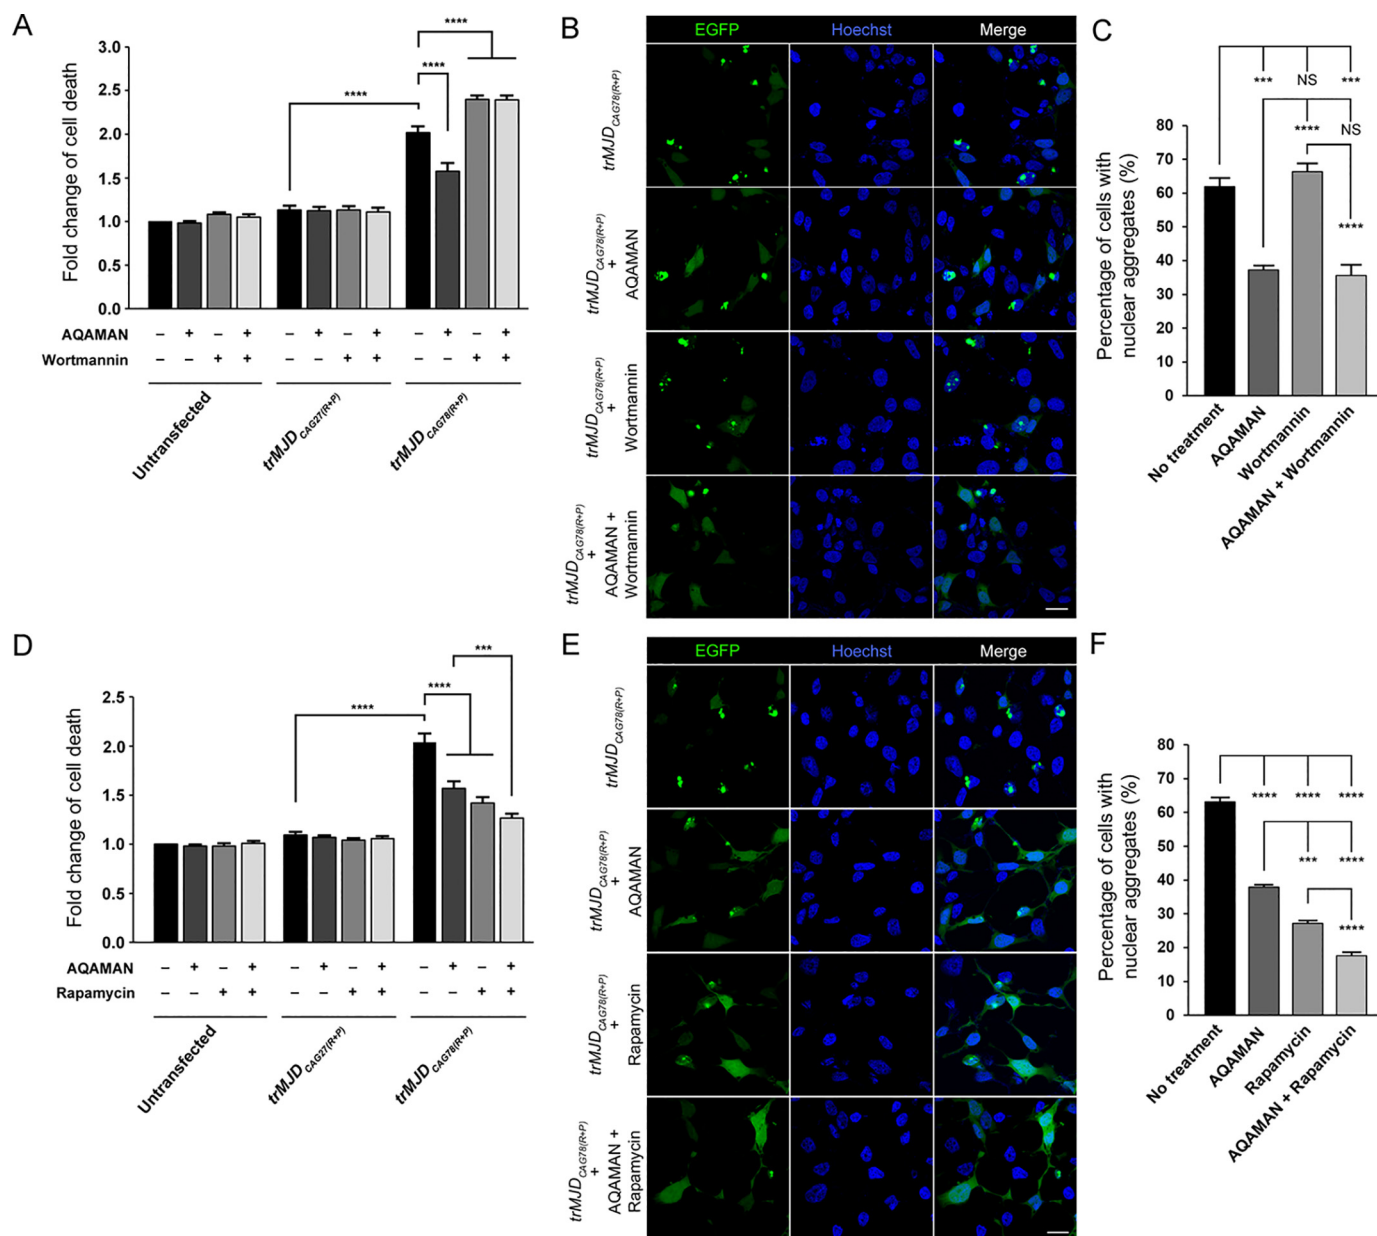 A
Fold change of cell death
3.0
2.5
2.0
1.5
1.0
0.5
0.0
****
****
****
AQAMAN – + – + – + – + – + – +
Wortmannin – – + + – – + + – – + +
Untransfected
trMJD CAG27(R+P)
trMJD CAG78(R+P)
B
EGFP Hoechst Merge
trMJD CAG78(R+P)
trMJD CAG78(R+P)
+
AQAMAN
trMJD CAG78(R+P)
+
Wortmannin
trMJD CAG78(R+P)
+
AQAMAN +
Wortmannin
C
Percentage of cells with
nuclear aggregates (%)
*** NS ***
**** NS
****
80
70
60
50
40
30
20
10
0
No treatment
AQAMAN
Wortmannin
AQAMAN + Wortmannin
D
Fold change of cell death
2.5
2.0
1.5
1.0
0.5
0.0
***
****
****
AQAMAN – + – + – + – + – + – +
Rapamycin – – + + – – + + – – + +
Untransfected
trMJD CAG27(R+P)
trMJD CAG78(R+P)
E
EGFP Hoechst Merge
trMJD CAG78(R+P)
trMJD CAG78(R+P)
+
AQAMAN
trMJD CAG78(R+P)
+
Rapamycin
trMJD CAG78(R+P)
+
AQAMAN +
Rapamycin
F
Percentage of cells with
nuclear aggregates (%)
80
70
60
50
40
30
20
10
0
**** **** ****
*** ****
****
No treatment
AQAMAN
Rapamycin
AQAMAN + Rapamycin